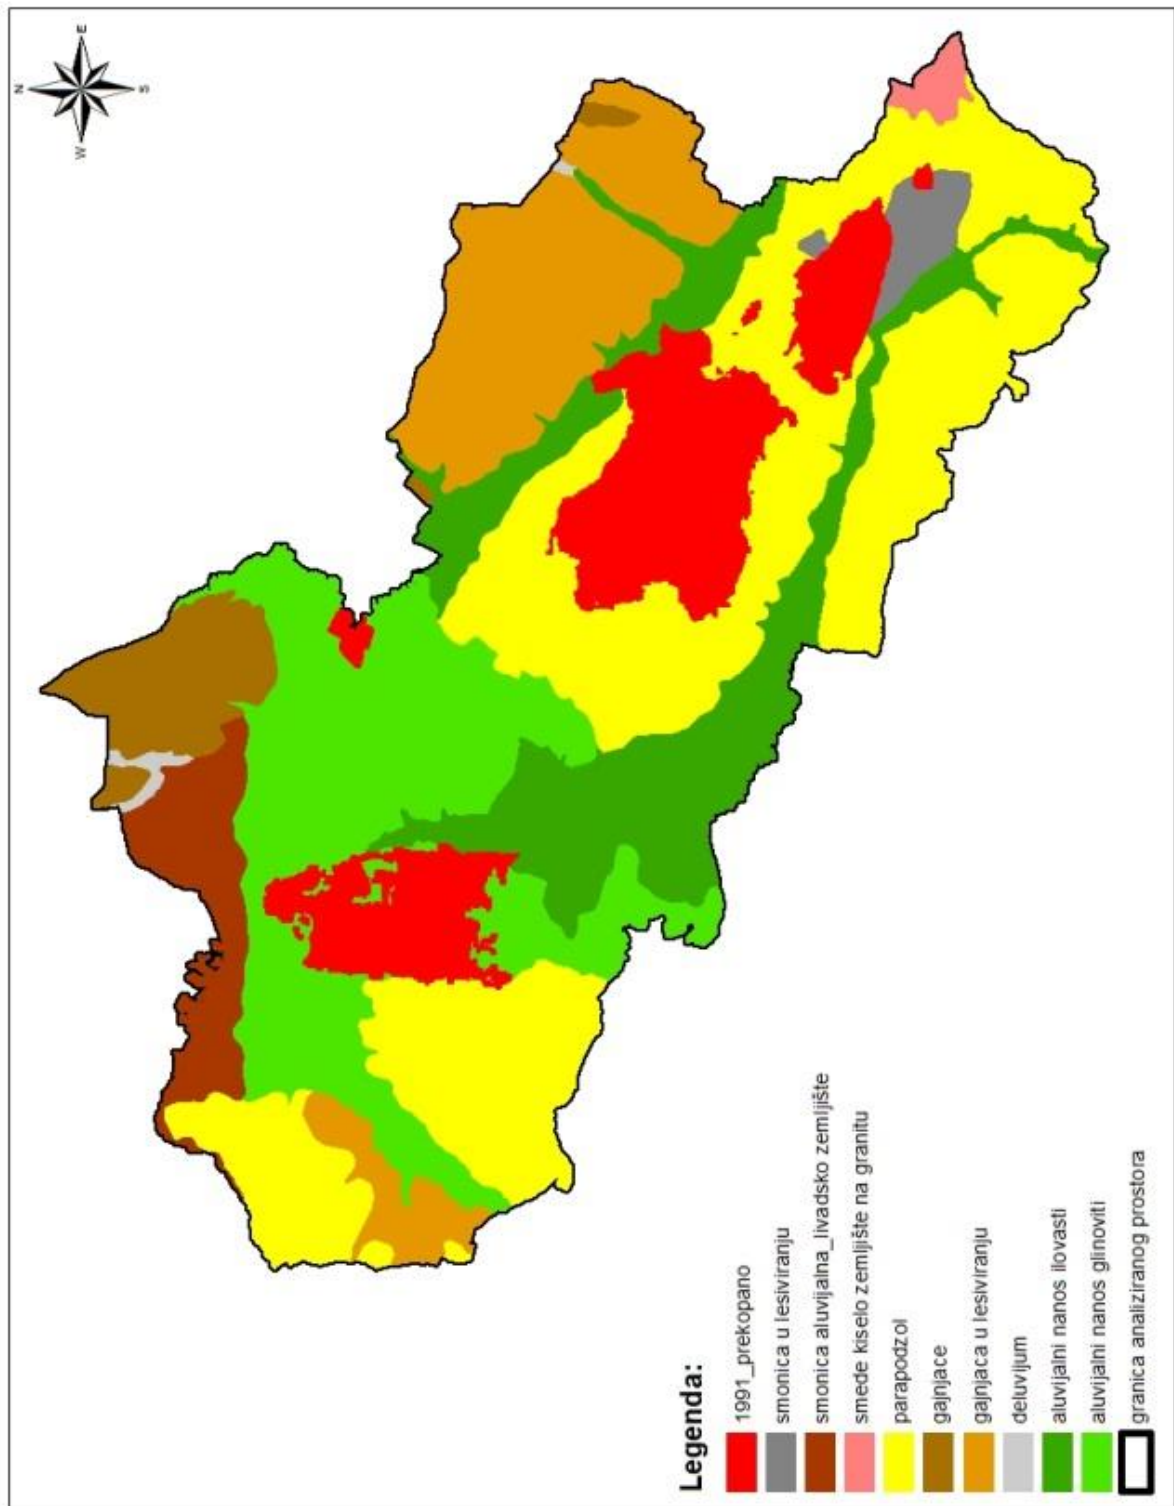 N
E
S
W
Legenda:
1991_prekopano
smonica u lesiviranju
smonica aluvijalna_livadsko zemljište
smeđe kiselo zemljište na granitu
parapodzol
gajnjace
gajnjaca u lesiviranju
deluvijum
aluvijalni nanos ilovasti
aluvijalni nanos glinoviti
granica analiziranog prostora